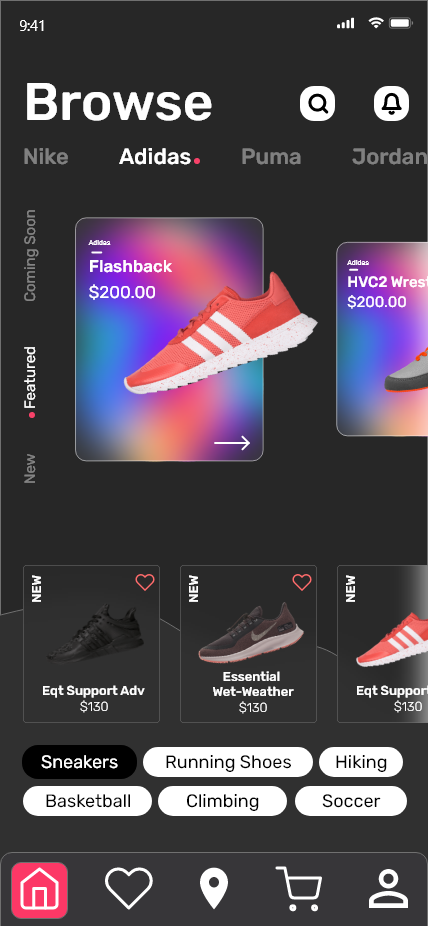 9:41
Browse
Nike Adidas Puma Jordan
Coming Soon
Featured
New
Adidas
Flashback
$200.00
Adidas
HVC2 Wrest
$200.00
NEW
Eqt Support Adv
$130
NEW
Essential
Wet-Weather
$130
NEW
Eqt Support
$130
Sneakers Running Shoes Hiking
Basketball Climbing Soccer